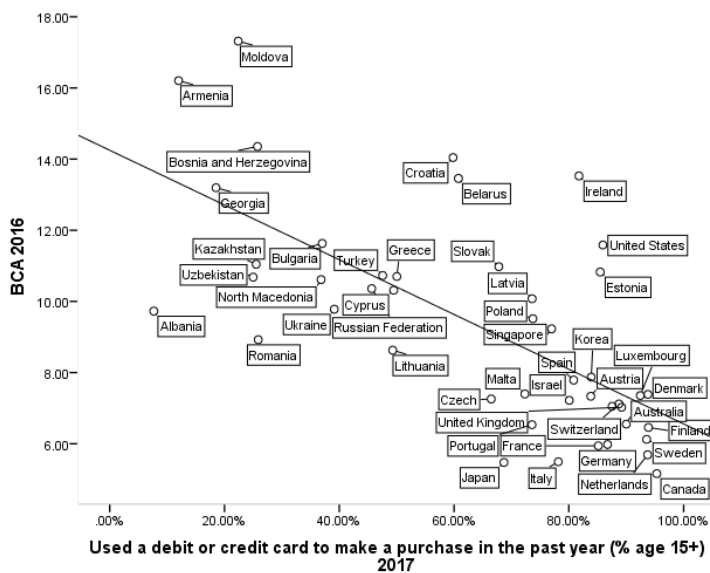 18.00
Moldova
16.00
Armenia
14.00
Bosnia and Herzegovina
Croatia
Belarus
Ireland
Georgia
12.00
Kazakhstan
Bulgaria
Turkey
Greece
Slovak
United States
Uzbekistan
Latvia
Estonia
North Macedonia
10.00
Cyprus
Poland
Albania
Ukraine
Russian Federation
Singapore
Korea
Romania
Lithuania
Spain
Luxembourg
8.00
Malta
Israel
Austria
Denmark
Czech
United Kingdom
Switzerland
Australia
6.00
Portugal
France
Finland
Germany
Sweden
Japan
Italy
Netherlands
Canada
BCA 2016
.00%
20.00%
40.00%
60.00%
80.00%
100.00%
Used a debit or credit card to make a purchase in the past year (% age 15+)
2017